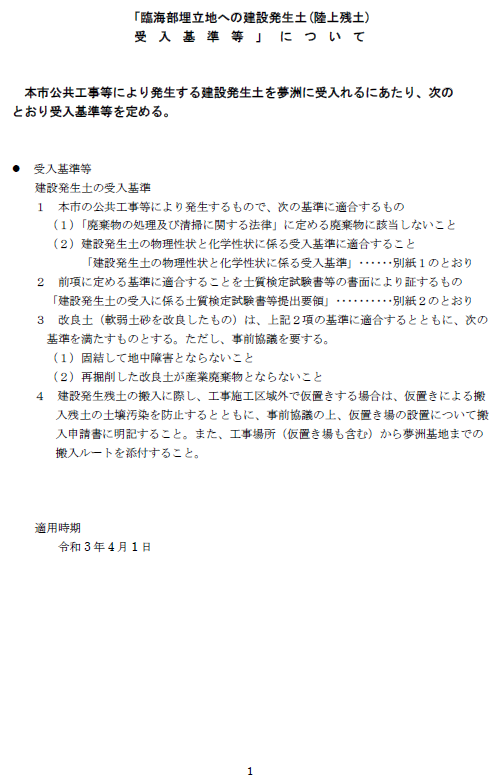 「臨海部埋立地への建設発生土(陸上残土)
受 入 基 準 等 」 に つ い て
本市公共工事等により発生する建設発生土を夢洲に受入れるにあたり、次の
とおり受入基準等を定める。
● 受入基準等
建設発生土の受入基準
１ 本市の公共工事等により発生するもので、次の基準に適合するもの
（１）「廃棄物の処理及び清掃に関する法律」に定める廃棄物に該当しないこと
（２）建設発生土の物理性状と化学性状に係る受入基準に適合すること
「建設発生土の物理性状と化学性状に係る受入基準」‥‥‥別紙１のとおり
２ 前項に定める基準に適合することを土質検定試験書等の書面により証するもの
「建設発生土の受入に係る土質検定試験書等提出要領」‥‥‥‥‥別紙２のとおり
３ 改良土（軟弱土砂を改良したもの）は、上記２項の基準に適合するとともに、次の
基準を満たすものとする。ただし、事前協議を要する。
（１）固結して地中障害とならないこと
（２）再掘削した改良土が産業廃棄物とならないこと
４ 建設発生残土の搬入に際し、工事施工区域外で仮置きする場合は、仮置きによる搬
入残土の土壌汚染を防止するとともに、事前協議の上、仮置き場の設置について搬
入申請書に明記すること。また、工事場所（仮置き場も含む）から夢洲基地までの
搬入ルートを添付すること。
適用時期
令和３年４月１日
1